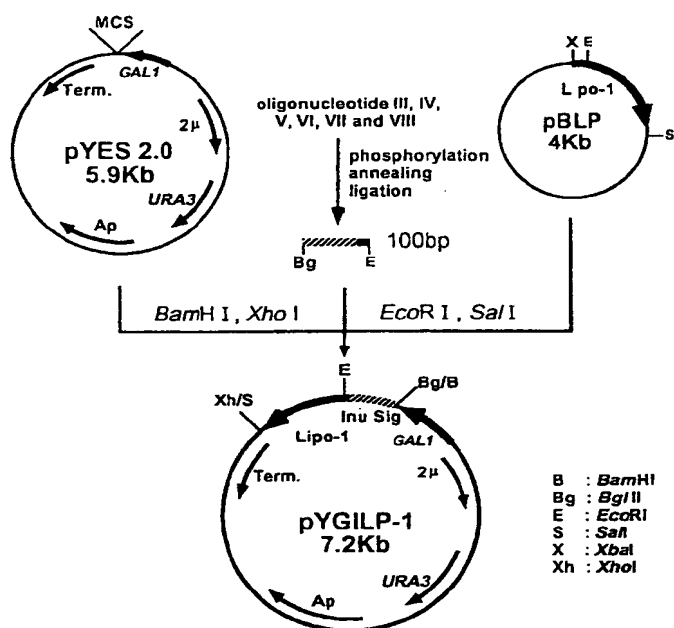 MCS
GAL1
Term.
2μ
pYES 2.0
5.9Kb
URA3
Ap
oligonucleotide III, IV,
V, VI, VII and VIII
phosphorylation
annealing
ligation
100bp
Bg
E
X E
L po-1
pBLP
4Kb
S
BamH I, Xho I
EcoR I, Sal I
E
Bg/B
Xh/S
Inu Sig
Lipo-1
GAL1
Term.
2μ
pYGILP-1
7.2Kb
URA3
Ap
B : BamHI
Bg : BglII
E : EcoRI
S : SalI
X : XbaI
Xh : XhoI